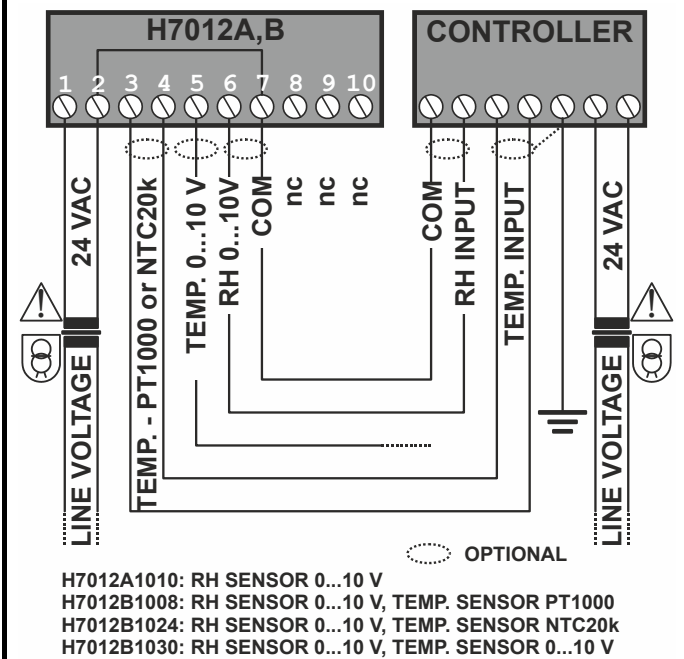 H7012A,B
CONTROLLER
1 2 3 4 5 6 7 8 9 10
24 VAC
TEMP. - PT1000 or NTC20k
TEMP. 0...10 V
RH 0...10V
COM
nc
nc
nc
COM
RH INPUT
TEMP. INPUT
24 VAC
LINE VOLTAGE
LINE VOLTAGE
OPTIONAL
H7012A1010: RH SENSOR 0...10 V
H7012B1008: RH SENSOR 0...10 V, TEMP. SENSOR PT1000
H7012B1024: RH SENSOR 0...10 V, TEMP. SENSOR NTC20k
H7012B1030: RH SENSOR 0...10 V, TEMP. SENSOR 0...10 V